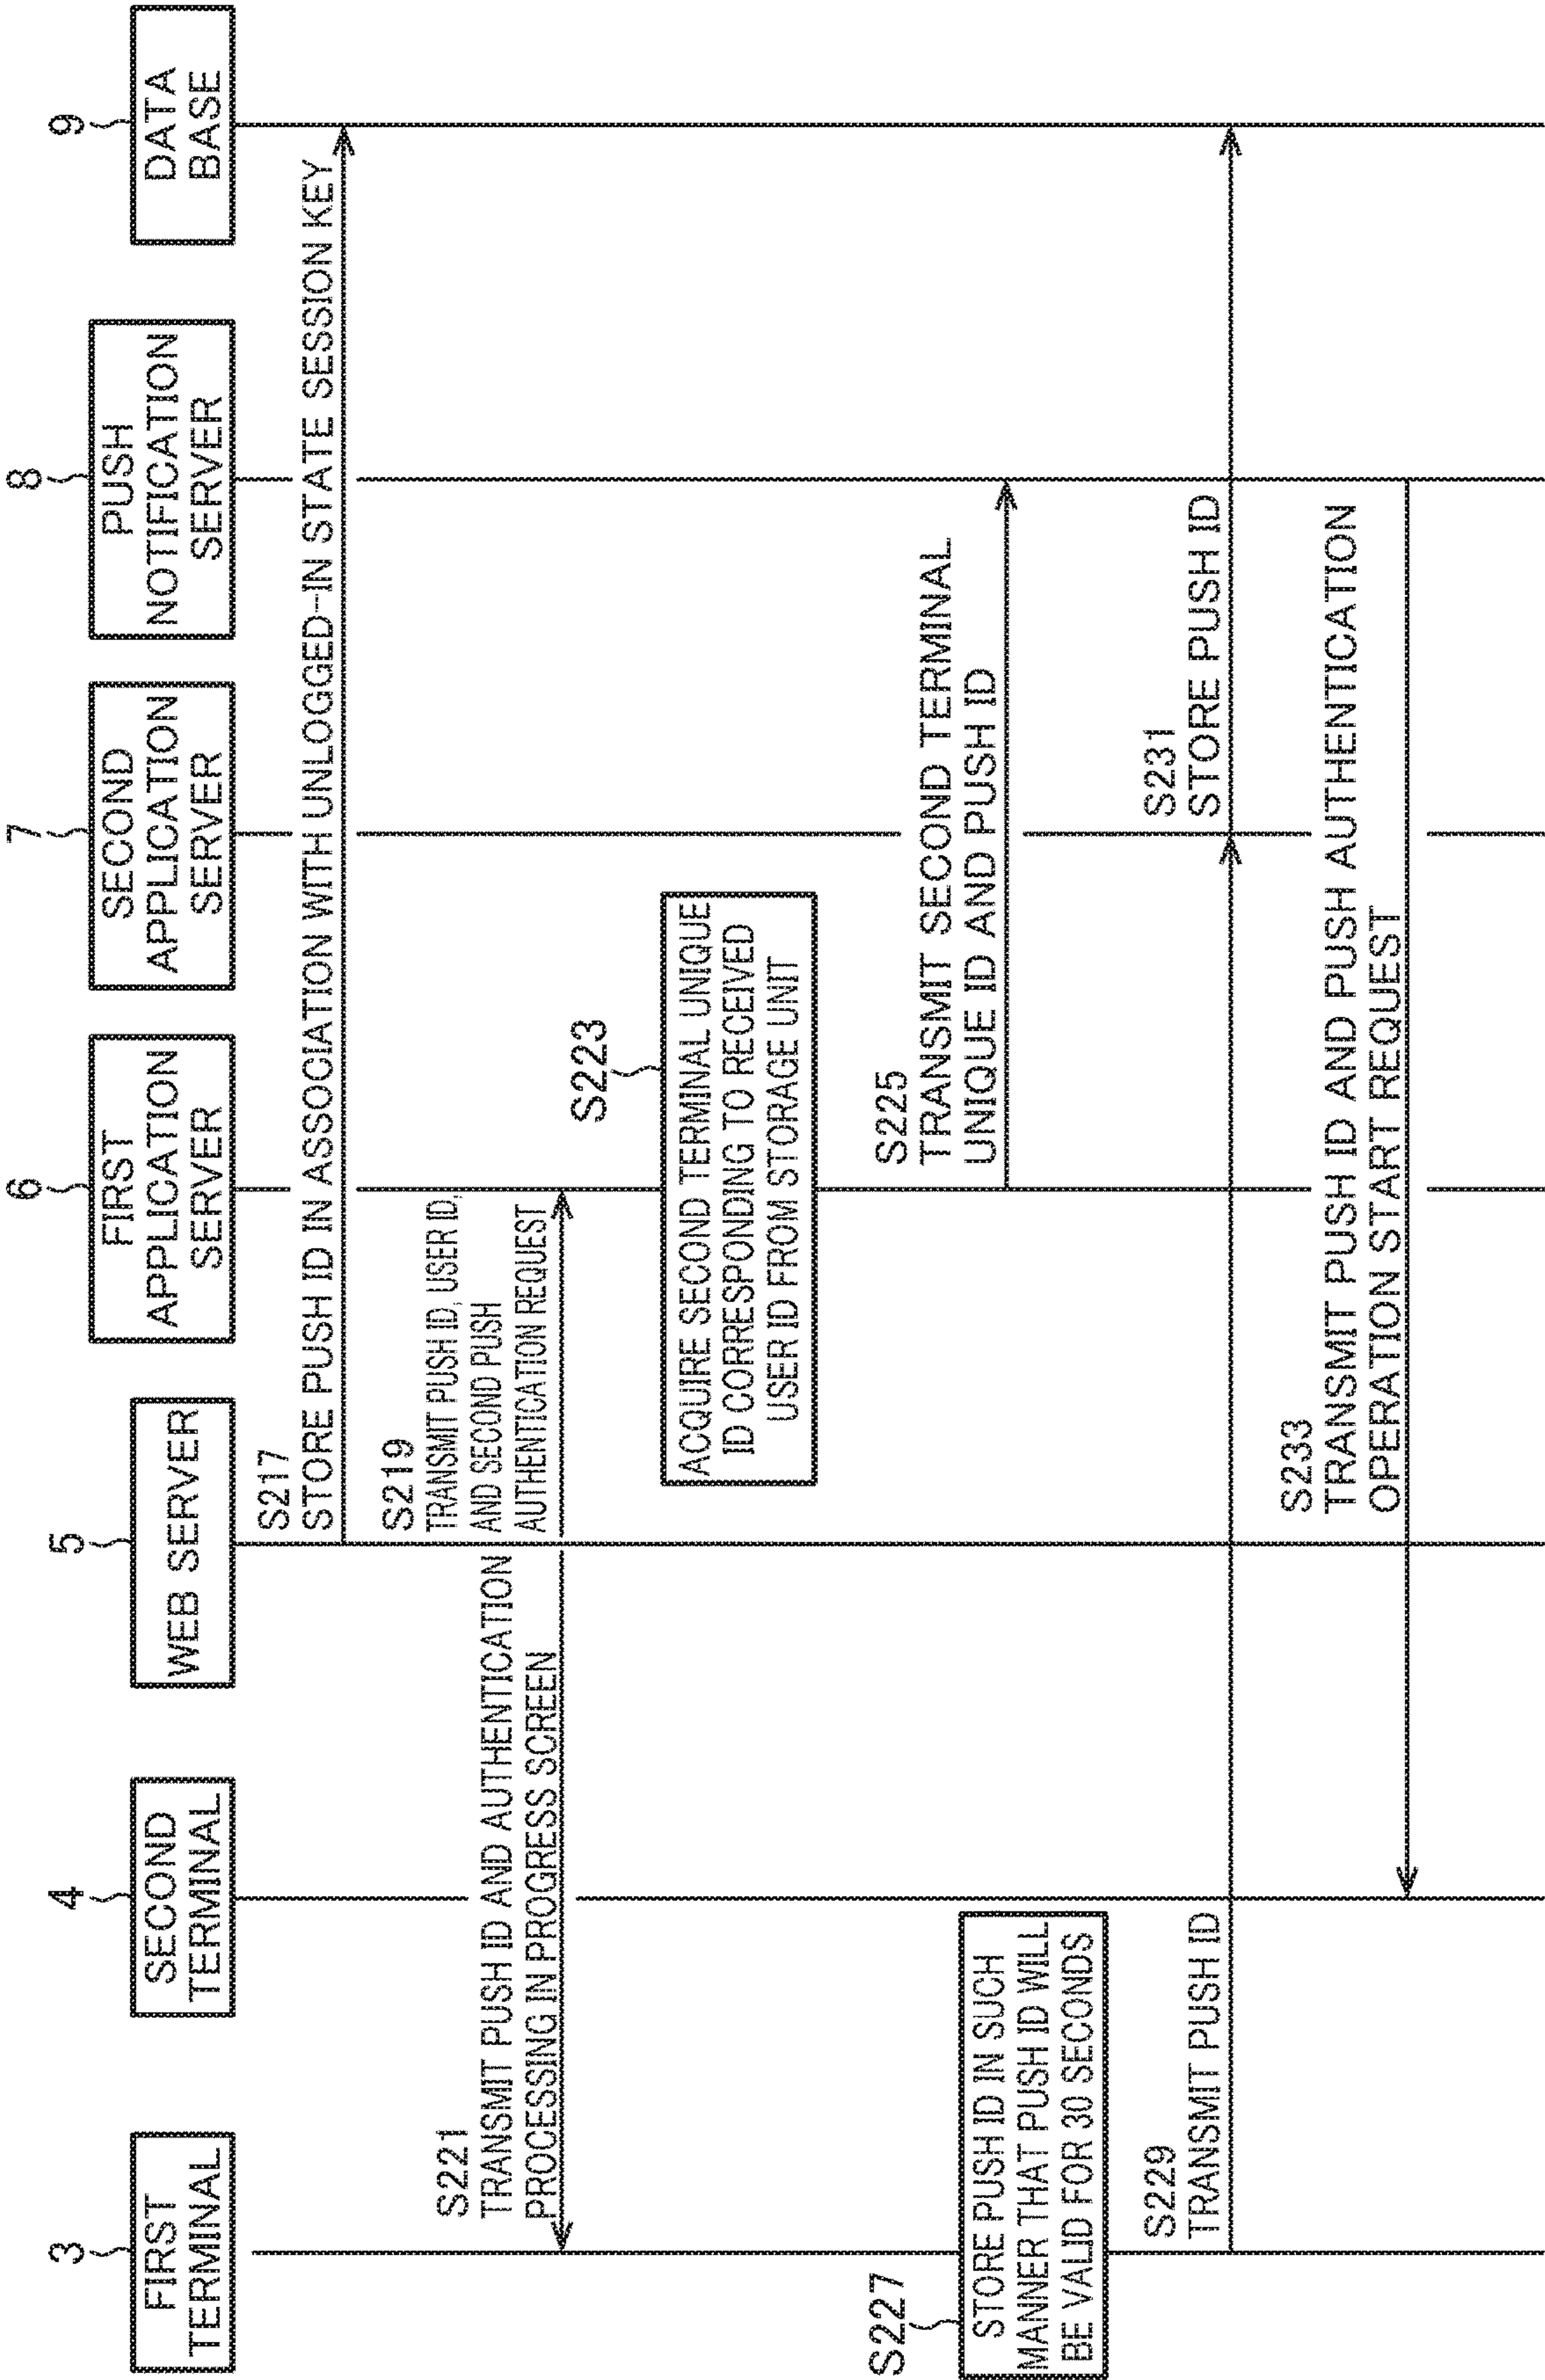 3
FIRST
TERMINAL
4
SECOND
TERMINAL
5
WEB SERVER
6
FIRST
APPLICATION
SERVER
7
SECOND
APPLICATION
SERVER
8
PUSH
NOTIFICATION
SERVER
9
DATA
BASE
S217
STORE PUSH ID IN ASSOCIATION WITH UNLOGGED-IN STATE SESSION KEY
S219
TRANSMIT PUSH ID, USER ID,
AND SECOND PUSH
AUTHENTICATION REQUEST
S221
TRANSMIT PUSH ID AND AUTHENTICATION
PROCESSING IN PROGRESS SCREEN
S223
ACQUIRE SECOND TERMINAL UNIQUE
ID CORRESPONDING TO RECEIVED
USER ID FROM STORAGE UNIT
S225
TRANSMIT SECOND TERMINAL
UNIQUE ID AND PUSH ID
S227
STORE PUSH ID IN SUCH
MANNER THAT PUSH ID WILL
BE VALID FOR 30 SECONDS
S229
TRANSMIT PUSH ID
S231
STORE PUSH ID
S233
TRANSMIT PUSH ID AND PUSH AUTHENTICATION
OPERATION START REQUEST